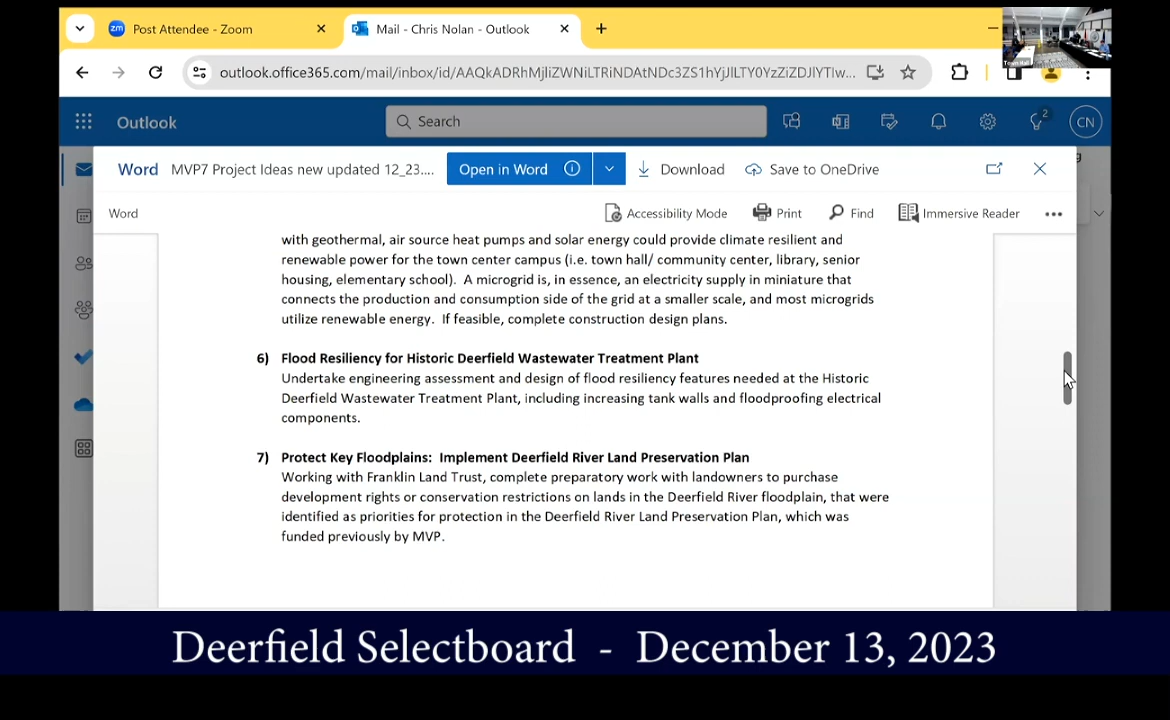 zm Post Attendee - Zoom
Mail - Chris Nolan - Outlook
outlook.office365.com/mail/inbox/id/AAQkADRhMjliZWNiLTRiNDAtNDc3ZS1hYjJlLTY0YzZiZDJlYTlw...
Outlook
Search
2
CN
Word
MVP7 Project Ideas new updated 12_23....
Open in Word
Download
Save to OneDrive
Word
Accessibility Mode
Print
Find
Immersive Reader
with geothermal, air source heat pumps and solar energy could provide climate resilient and
renewable power for the town center campus (i.e. town hall/ community center, library, senior
housing, elementary school). A microgrid is, in essence, an electricity supply in miniature that
connects the production and consumption side of the grid at a smaller scale, and most microgrids
utilize renewable energy. If feasible, complete construction design plans.
6) Flood Resiliency for Historic Deerfield Wastewater Treatment Plant
Undertake engineering assessment and design of flood resiliency features needed at the Historic
Deerfield Wastewater Treatment Plant, including increasing tank walls and floodproofing electrical
components.
7) Protect Key Floodplains: Implement Deerfield River Land Preservation Plan
Working with Franklin Land Trust, complete preparatory work with landowners to purchase
development rights or conservation restrictions on lands in the Deerfield River floodplain, that were
identified as priorities for protection in the Deerfield River Land Preservation Plan, which was
funded previously by MVP.
Deerfield Selectboard - December 13, 2023